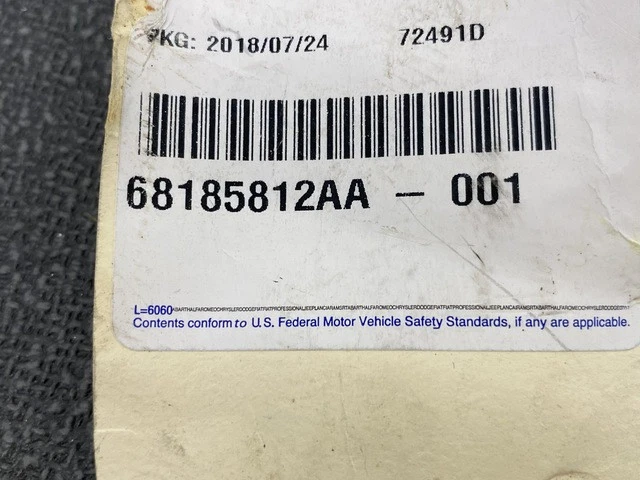 PKG: 2018/07/24 72491D
68185812AA - 001
L=6060
Contents conform to U.S. Federal Motor Vehicle Safety Standards, if any are applicable.